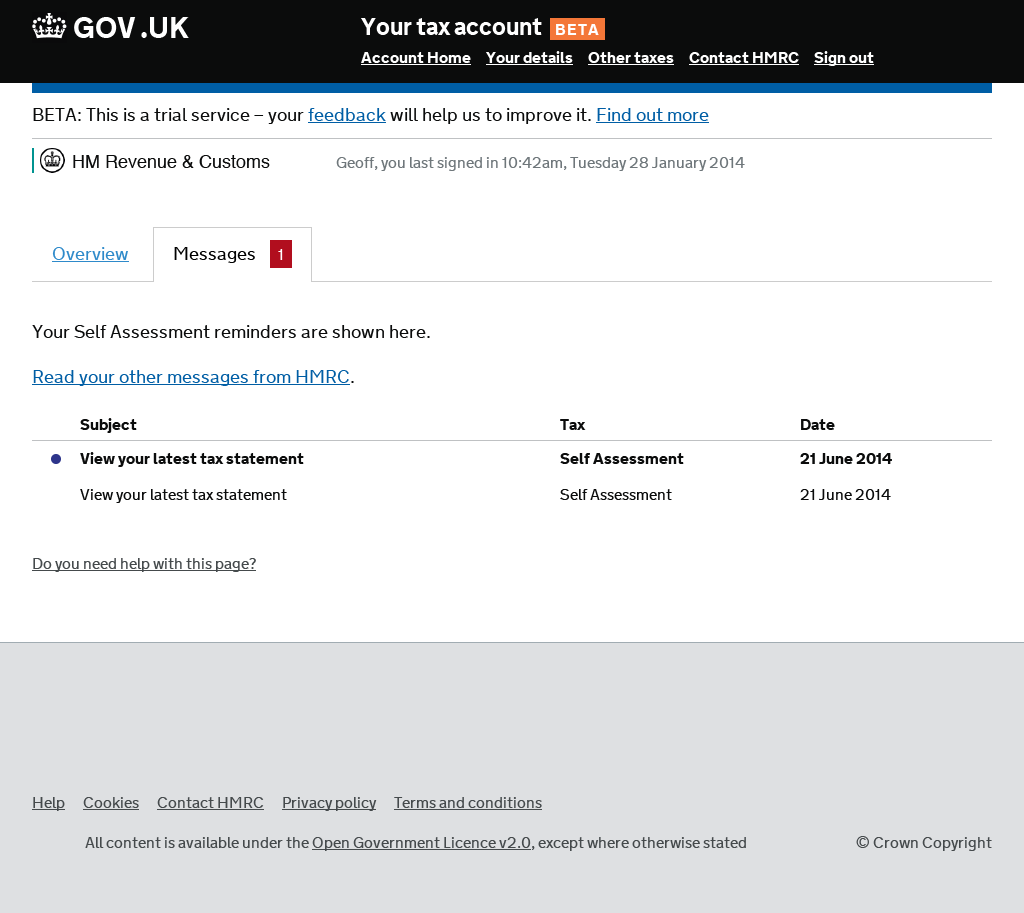 GOV.UK
Your tax account BETA
Account Home Your details Other taxes Contact HMRC Sign out
BETA: This is a trial service – your feedback will help us to improve it. Find out more
HM Revenue & Customs
Geoff, you last signed in 10:42am, Tuesday 28 January 2014
Overview Messages 1
Your Self Assessment reminders are shown here.
Read your other messages from HMRC.
Subject Tax Date
View your latest tax statement Self Assessment 21 June 2014
View your latest tax statement Self Assessment 21 June 2014
Do you need help with this page?
Help Cookies Contact HMRC Privacy policy Terms and conditions
All content is available under the Open Government Licence v2.0, except where otherwise stated
© Crown Copyright